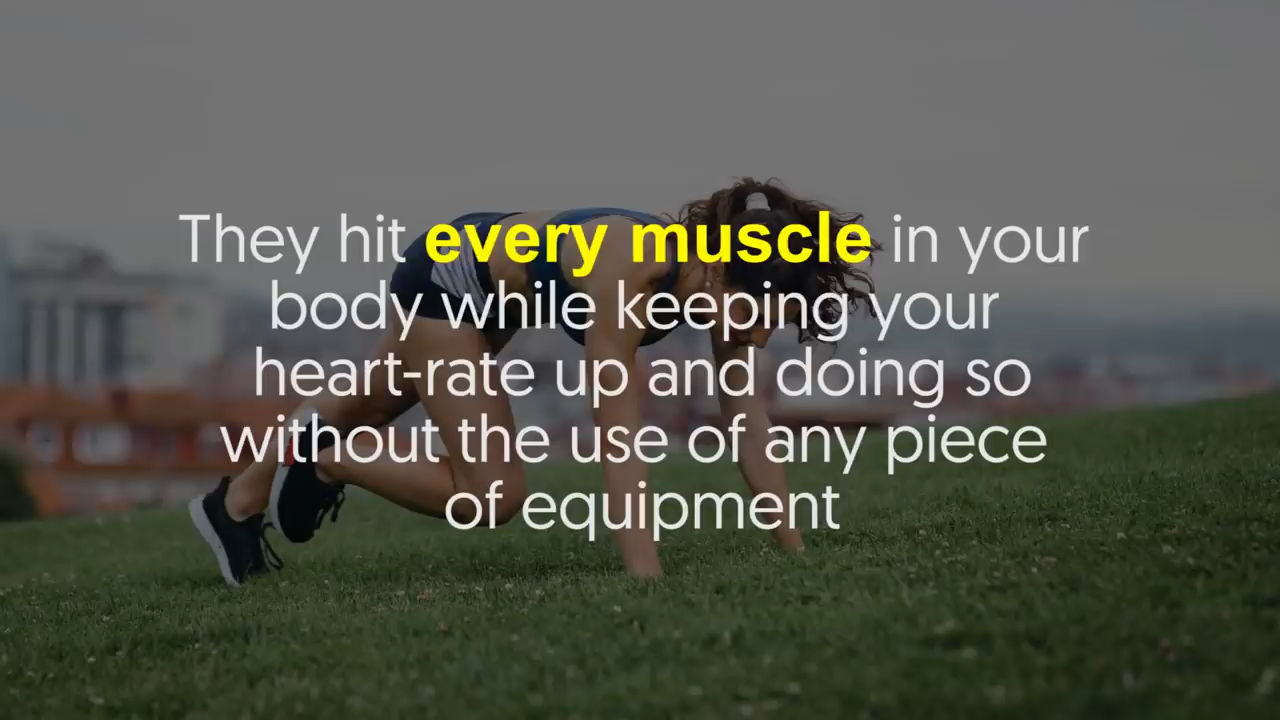 They hit every muscle in your
body while keeping your
heart-rate up and doing so
without the use of any piece
of equipment